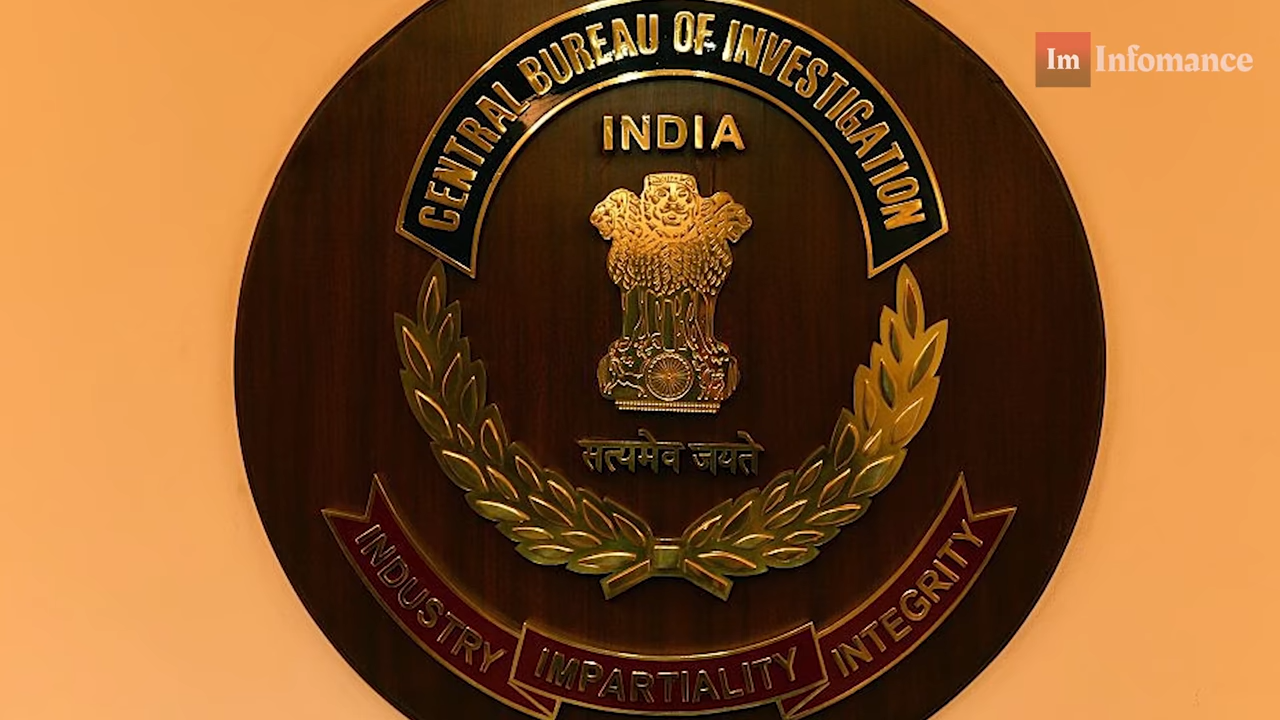 Im Infomance
CENTRAL BUREAU OF INVESTIGATION
INDIA
सत्यमेव जयते
INDUSTRY IMPARTIALITY INTEGRITY